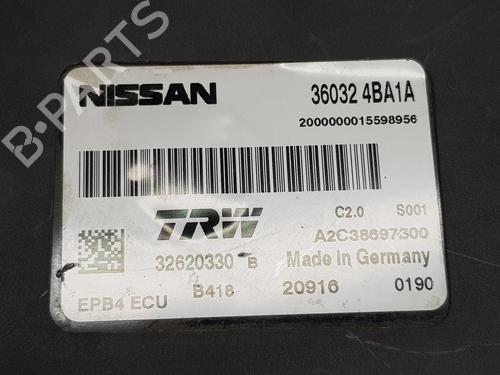 B-PARTS
NISSAN 36032 4BA1A
2000000015598956
TRW C2.0 S001
A2C38697300
32620330 B Made in Germany
EPB4 ECU B418 20916 0190